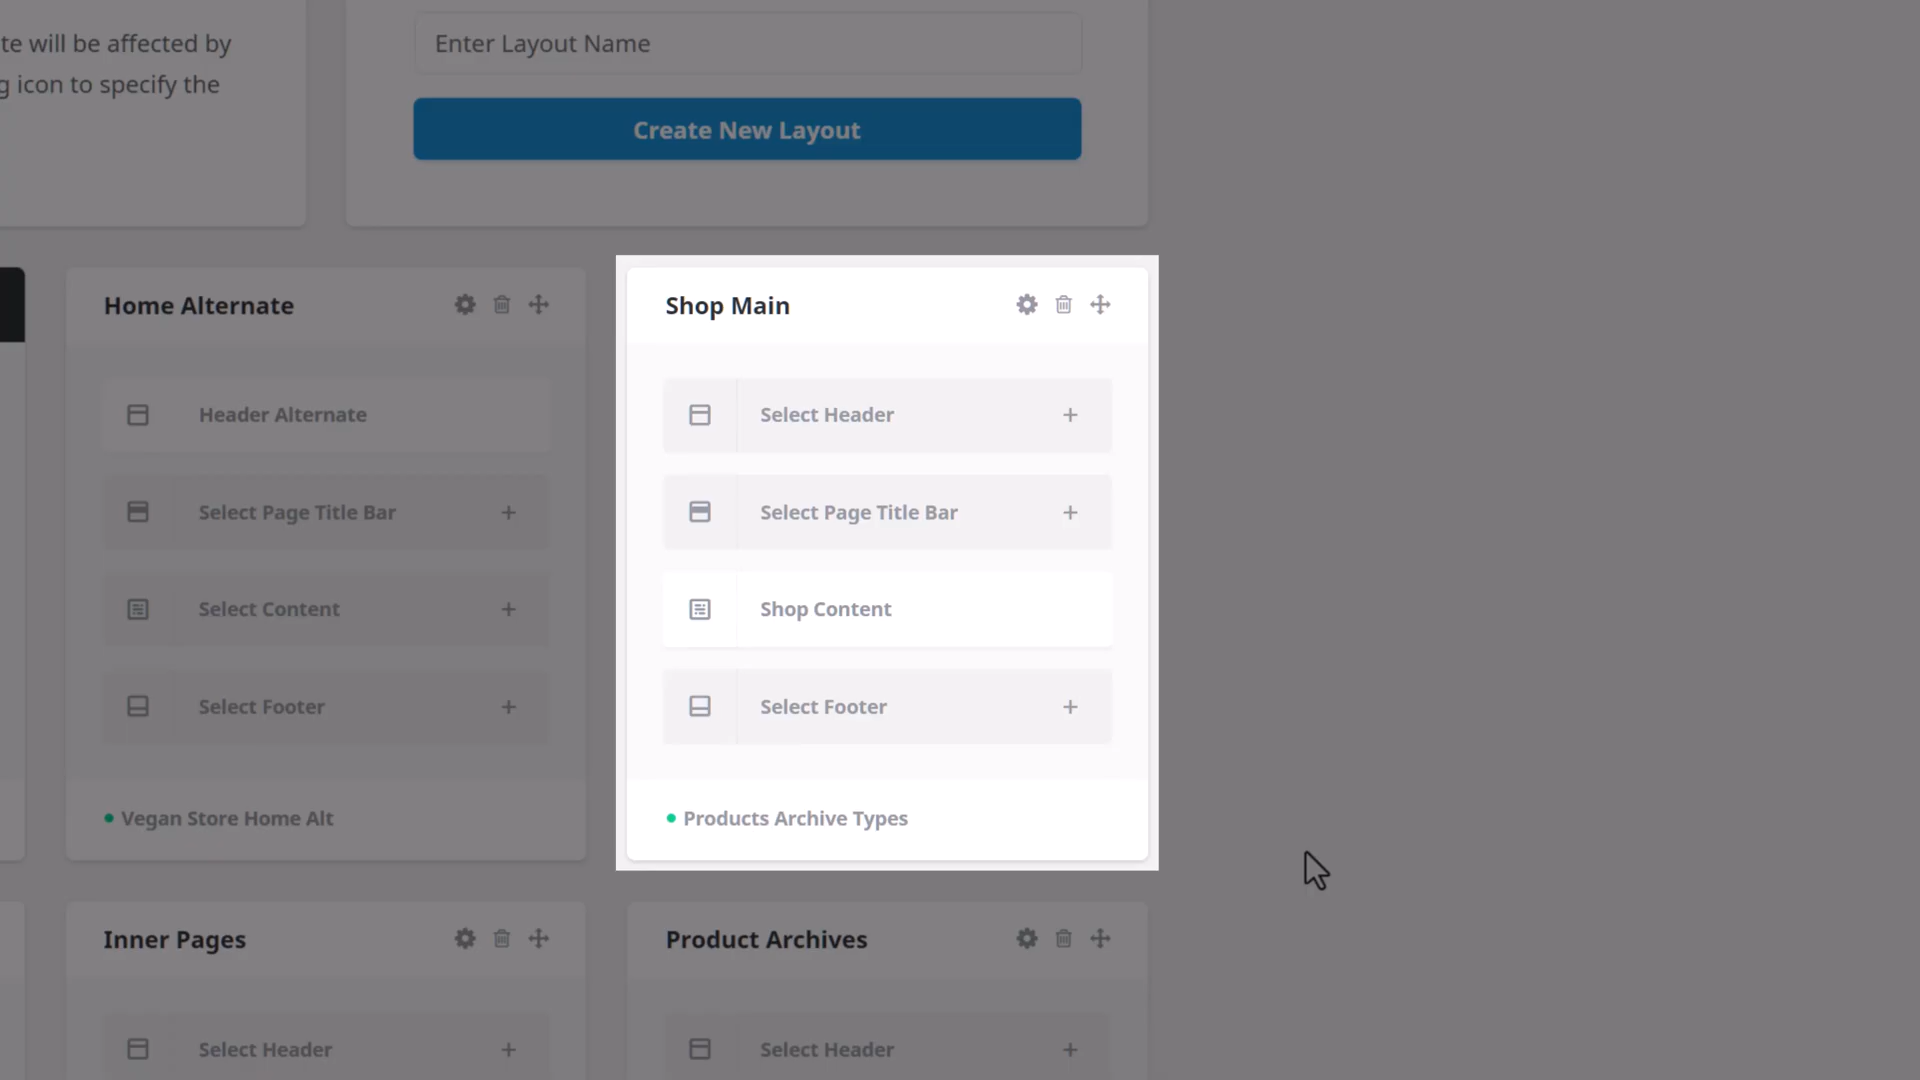 te will be affected by
g icon to specify the
Enter Layout Name
Create New Layout
Home Alternate
Header Alternate
Select Page Title Bar
Select Content
Select Footer
Vegan Store Home Alt
Shop Main
Select Header
Select Page Title Bar
Shop Content
Select Footer
Products Archive Types
Inner Pages
Select Header
Product Archives
Select Header